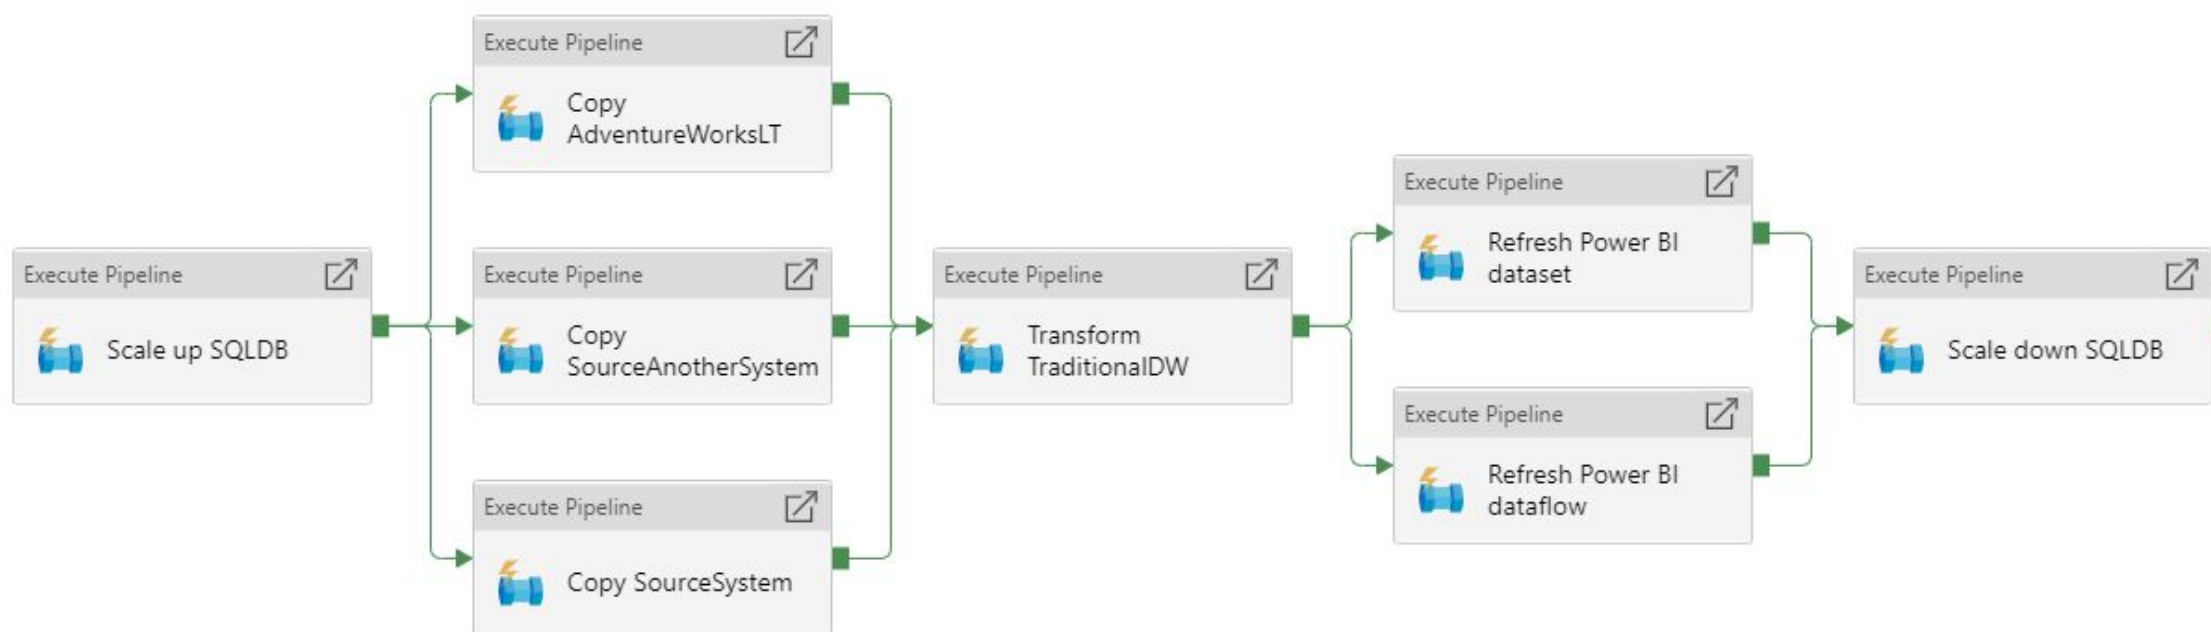 Execute Pipeline
Scale up SQLDB
Execute Pipeline
Copy
AdventureWorksLT
Execute Pipeline
Copy
SourceAnotherSystem
Execute Pipeline
Copy SourceSystem
Execute Pipeline
Transform
TraditionalDW
Execute Pipeline
Refresh Power BI
dataset
Execute Pipeline
Refresh Power BI
dataflow
Execute Pipeline
Scale down SQLDB